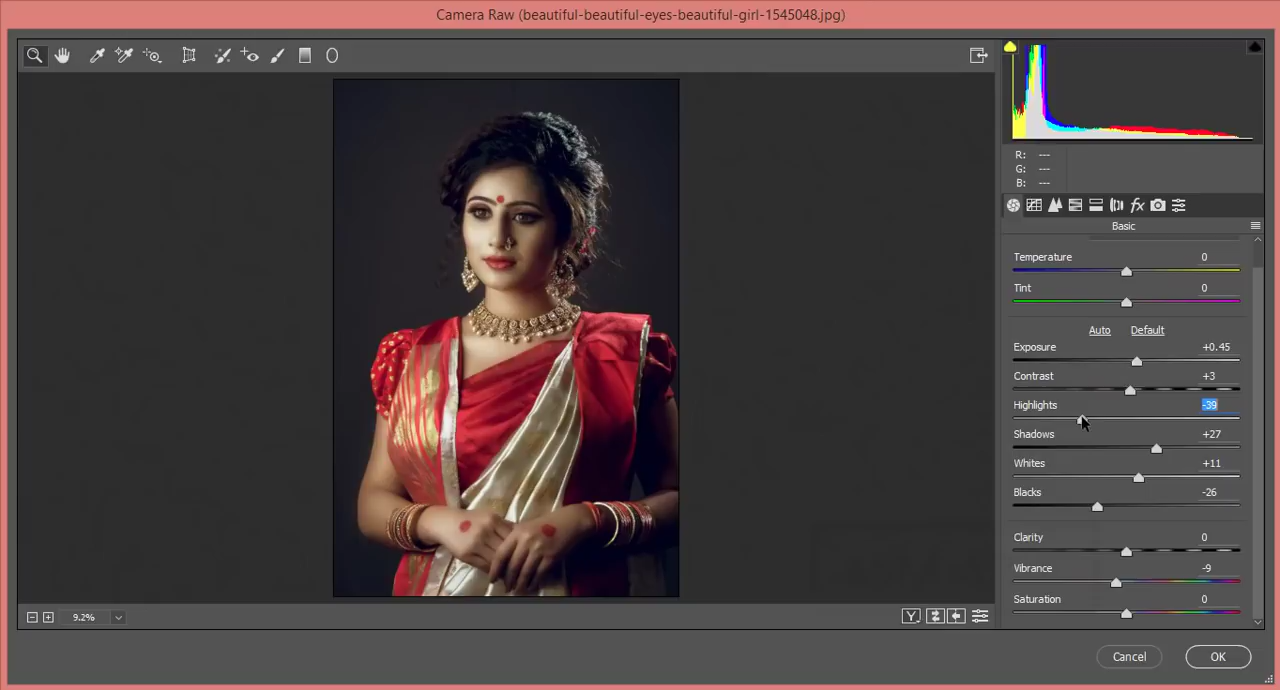 Camera Raw (beautiful-beautiful-eyes-beautiful-girl-1545048.jpg)
R: ---
G: ---
B: ---
fx
Basic
Temperature 0
Tint 0
Auto Default
Exposure +0.45
Contrast +3
Highlights -39
Shadows +27
Whites +11
Blacks -26
Clarity 0
Vibrance -9
Saturation 0
9.2%
Y
Cancel OK